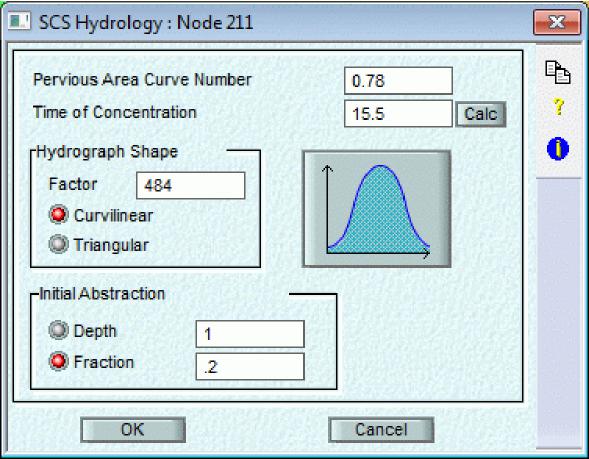 SCS Hydrology : Node 211
Pervious Area Curve Number 0.78
Time of Concentration 15.5 Calc
Hydrograph Shape
Factor 484
Curvilinear
Triangular
Initial Abstraction
Depth 1
Fraction .2
OK Cancel
?
i